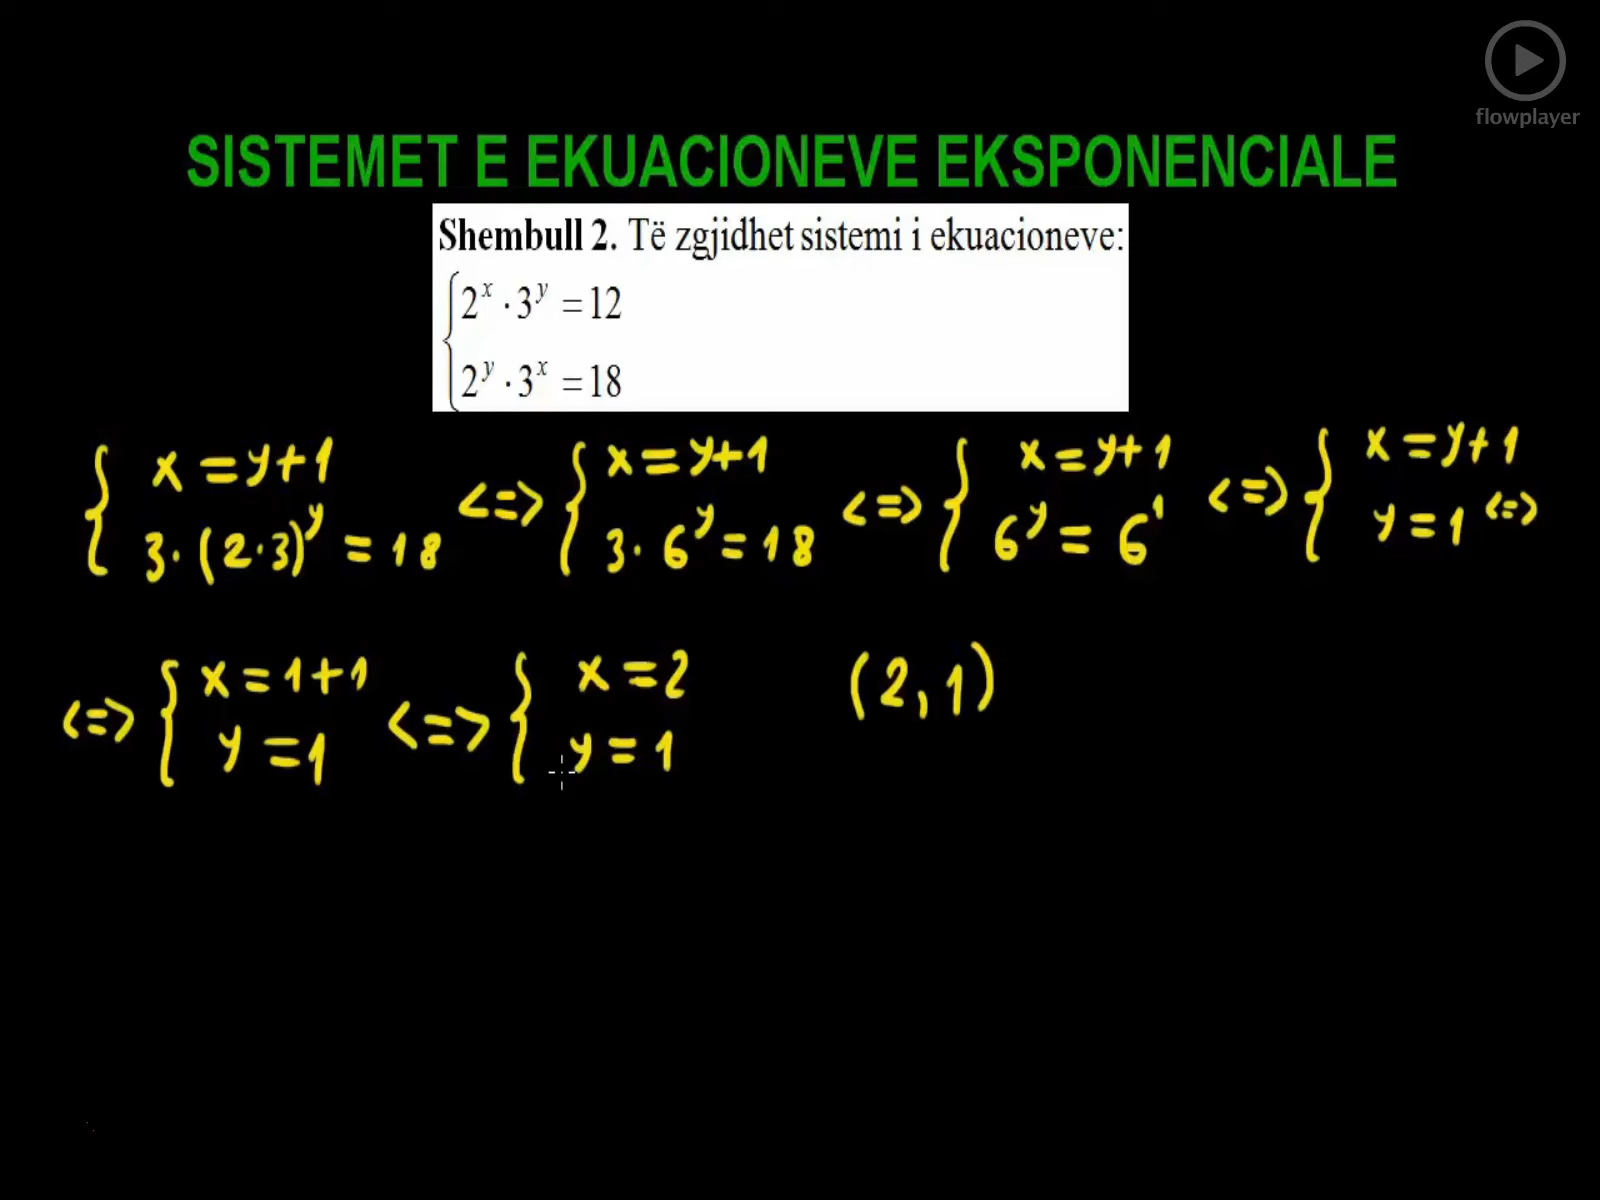 flowplayer
SISTEMET E EKUACIONEVE EKSPONENCIALE
Shembull 2. Të zgjidhet sistemi i ekuacioneve:
2^x · 3^y = 12
2^y · 3^x = 18
{ x = y+1 <=> { x = y+1 <=> { x = y+1 <=> { x = y+1
3 · (2·3)^y = 18 3 · 6^y = 18 6^y = 6^1 y = 1 <=>
<=> { x = 1+1 <=> { x = 2 (2, 1)
y = 1 y = 1